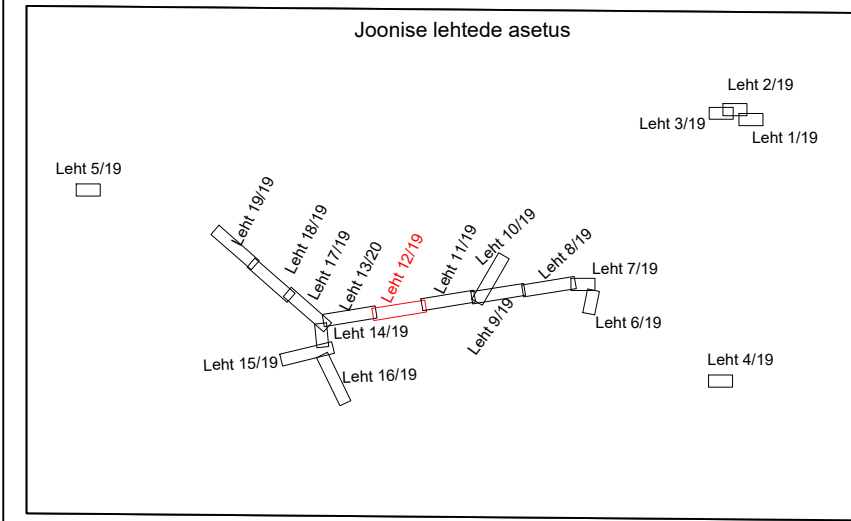 Joonise lehtede asetus
Leht 2/19
Leht 3/19
Leht 1/19
Leht 5/19
Leht 19/19
Leht 18/19
Leht 17/19
Leht 13/20
Leht 12/19
Leht 11/19
Leht 10/19
Leht 8/19
Leht 7/19
Leht 9/19
Leht 6/19
Leht 14/19
Leht 15/19
Leht 16/19
Leht 4/19